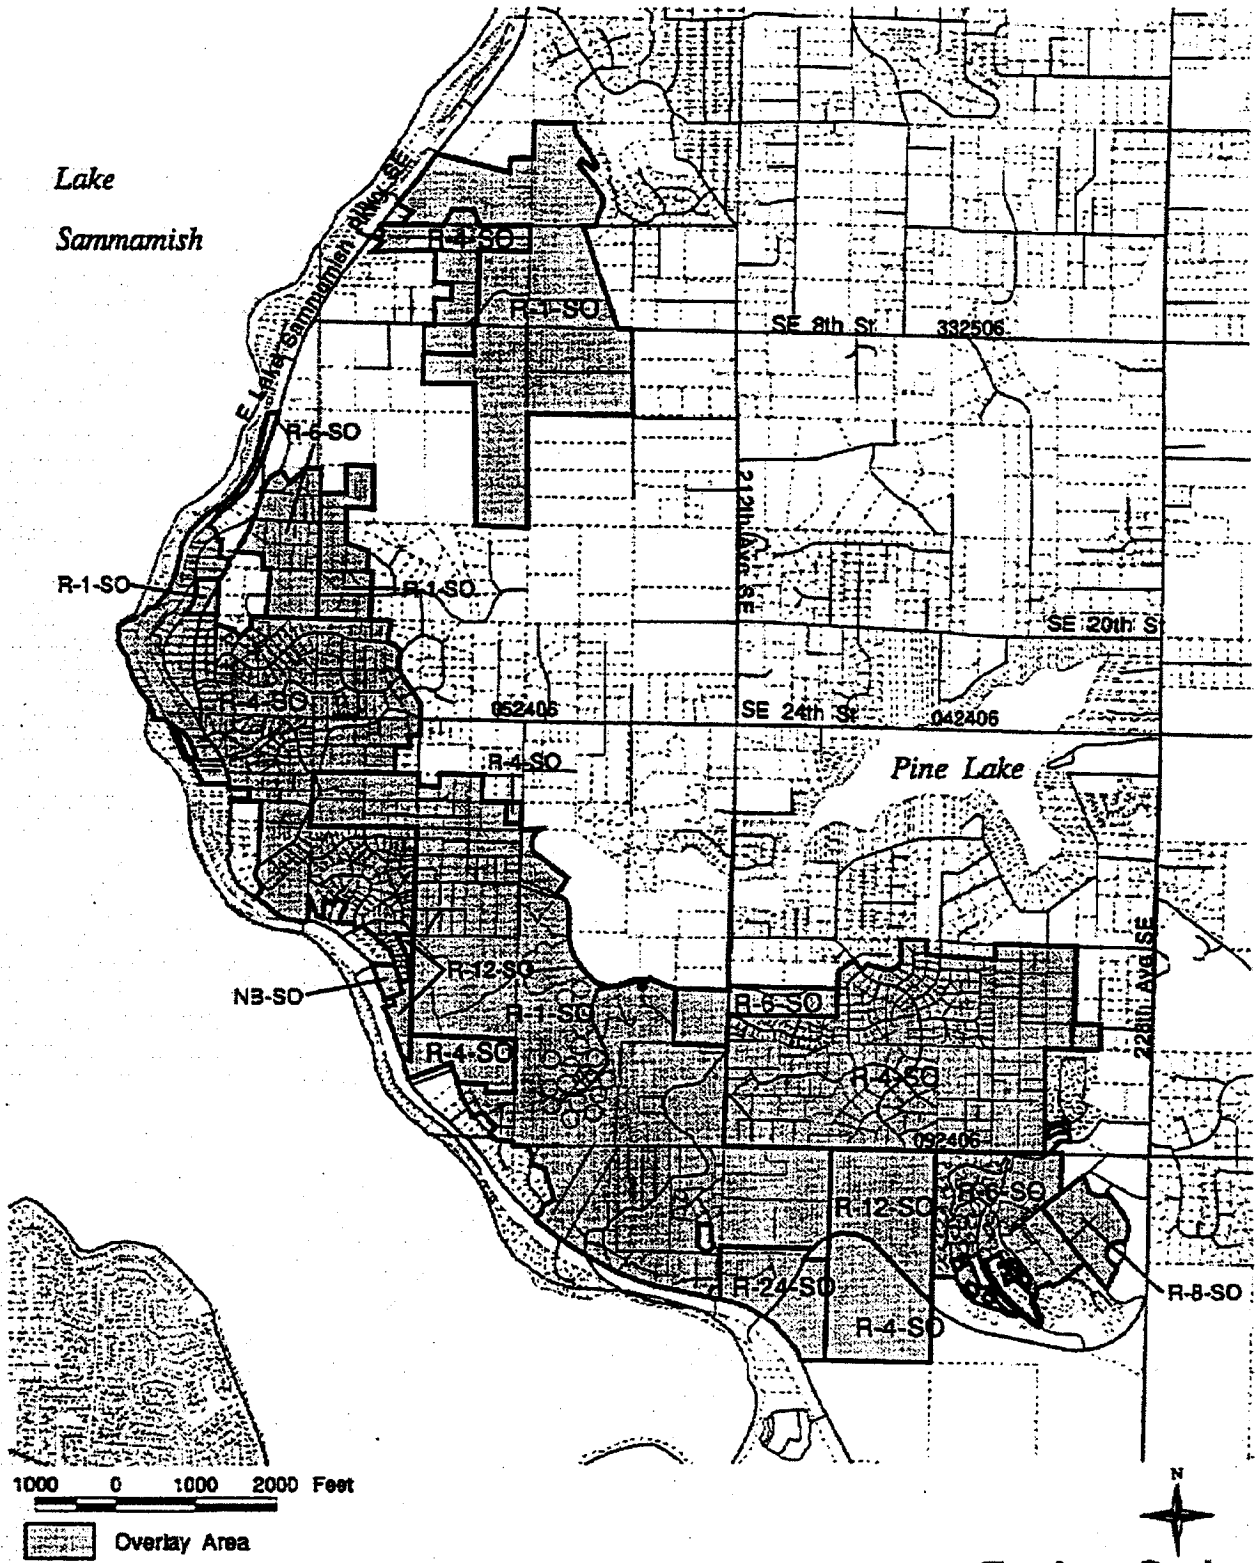 Lake
Sammamish
E Lake Sammamish Pkwy SE
R-4-SO
R-1-SO
SE 8th St
332506
R-6-SO
212th Ave SE
R-1-SO
R-1-SO
SE 20th St
R-4-SO
052406
SE 24th St
042406
R-4-SO
Pine Lake
228th Ave SE
R-12-SO
NB-SO
R-1-SO
R-6-SO
R-4-SO
R-4-SO
092406
R-6-SO
R-12-SO
R-24-SO
R-8-SO
R-4-SO
1000 0 1000 2000 Feet
N
Overlay Area